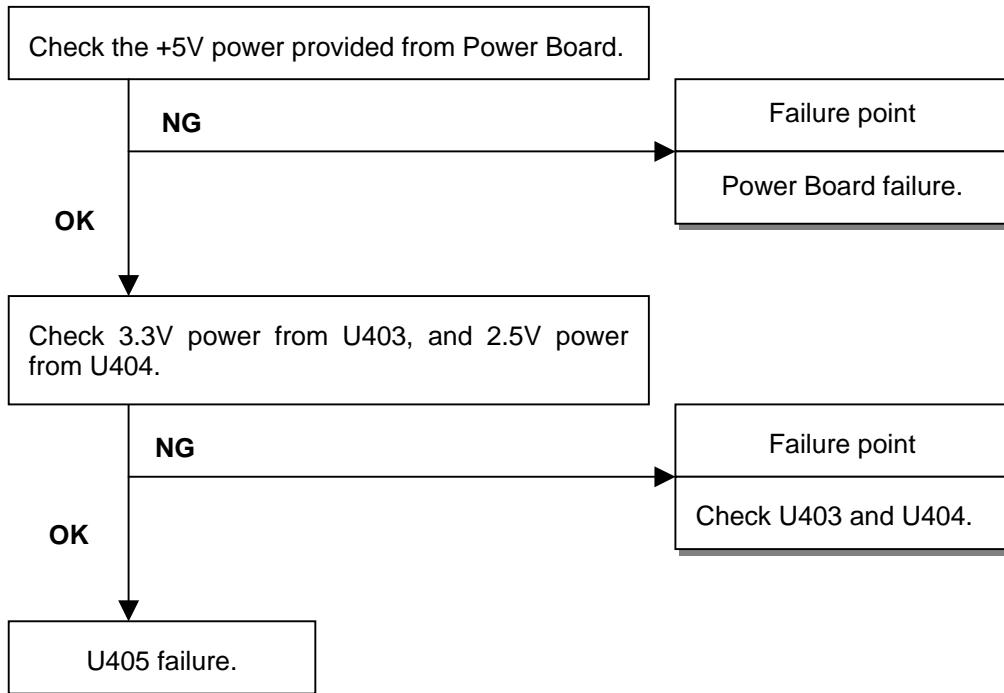 Check the +5V power provided from Power Board.
NG
Failure point
Power Board failure.
OK
Check 3.3V power from U403, and 2.5V power
from U404.
NG
Failure point
Check U403 and U404.
OK
U405 failure.